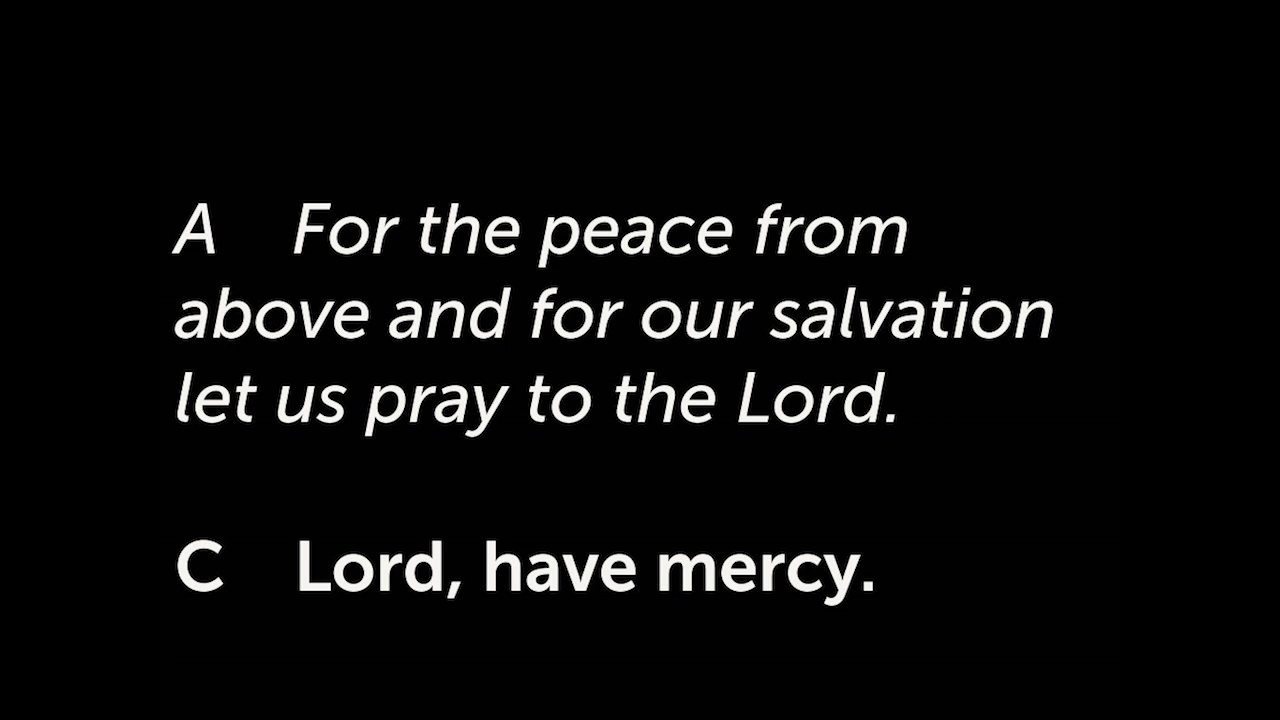 A For the peace from
above and for our salvation
let us pray to the Lord.
C Lord, have mercy.